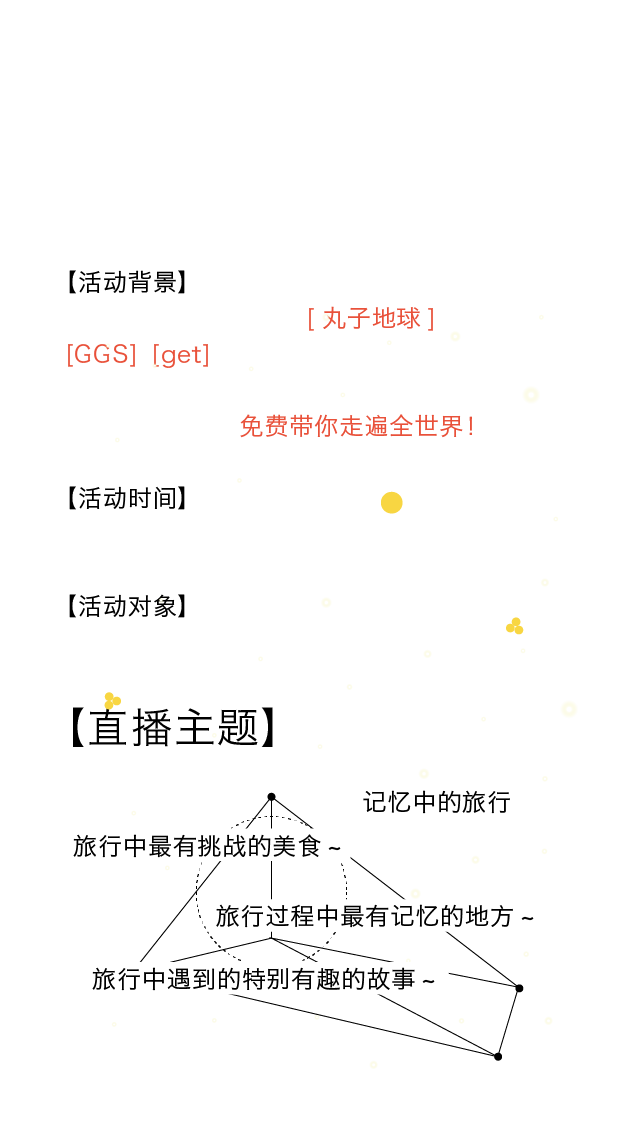 【活动背景】
[ 丸子地球 ]
[GGS]  [get]
免费带你走遍全世界！
【活动时间】
【活动对象】
【直播主题】
记忆中的旅行
旅行中最有挑战的美食 ~
旅行过程中最有记忆的地方 ~
旅行中遇到的特别有趣的故事 ~